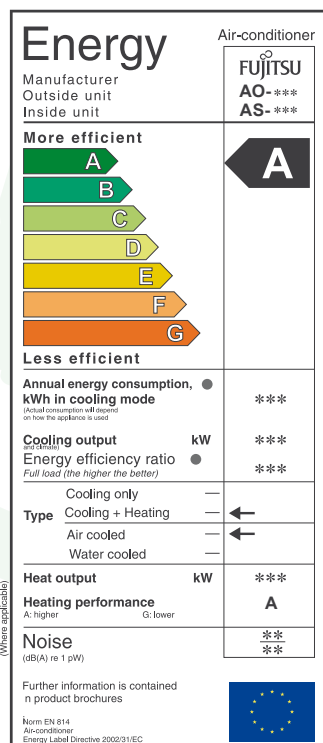 Energy
Air-conditioner
Manufacturer
Outside unit
Inside unit
FUJITSU
AO-***
AS-***
More efficient
A
A
B
C
D
E
F
G
Less efficient
Annual energy consumption,
kWh in cooling mode ***
(Actual consumption will depend
on how the appliance is used
and climate)
Cooling output kW ***
Energy efficiency ratio
Full load (the higher the better) ***
Type
Cooling only —
Cooling + Heating — ←
Air cooled — ←
Water cooled —
Heat output kW ***
Heating performance A
A: higher G: lower
(Where applicable)
Noise
(dB(A) re 1 pW)
**
**
Further information is contained
n product brochures
Norm EN 814
Air-conditioner
Energy Label Directive 2002/31/EC